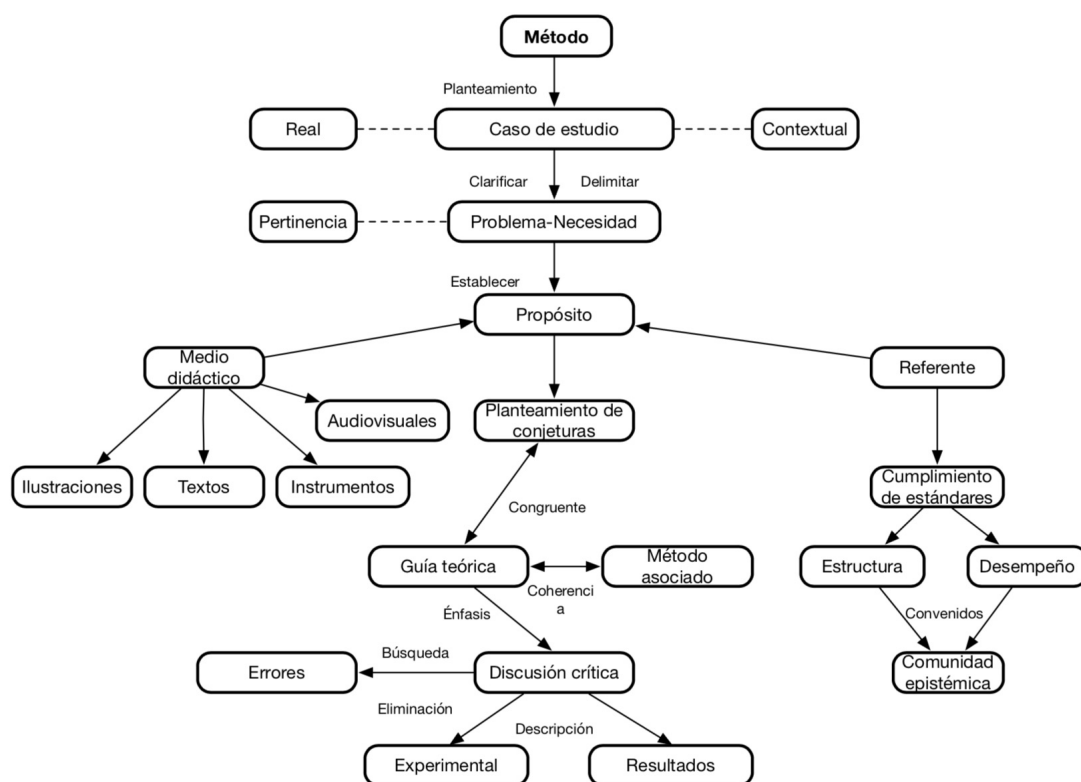 Método
Planteamiento
Real
Caso de estudio
Contextual
Clarificar
Delimitar
Pertinencia
Problema-Necesidad
Establecer
Propósito
Medio
didáctico
Referente
Audiovisuales
Planteamiento de
conjeturas
Ilustraciones
Textos
Instrumentos
Cumplimiento
de estándares
Congruente
Guía teórica
Método
asociado
Estructura
Desempeño
Coherenci
a
Énfasis
Convenidos
Búsqueda
Errores
Discusión crítica
Comunidad
epistémica
Eliminación
Descripción
Experimental
Resultados